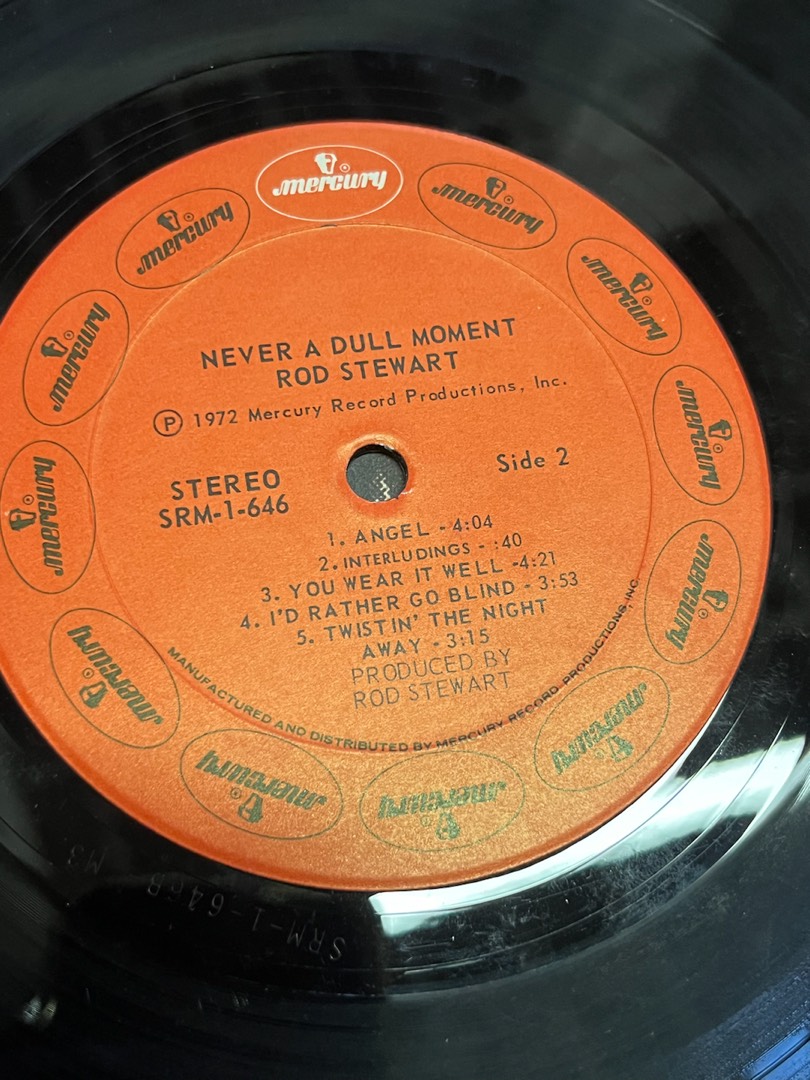 mercury
mercury
mercury
mercury
mercury
mercury
mercury
mercury
mercury
mercury
mercury
mercury
NEVER A DULL MOMENT
ROD STEWART
Ⓟ 1972 Mercury Record Productions, Inc.
STEREO
SRM-1-646
Side 2
1. ANGEL - 4:04
2. INTERLUDINGS - :40
3. YOU WEAR IT WELL -4:21
4. I'D RATHER GO BLIND - 3:53
5. TWISTIN' THE NIGHT
AWAY - 3:15
PRODUCED BY
ROD STEWART
MANUFACTURED AND DISTRIBUTED BY MERCURY RECORD PRODUCTIONS, INC.
SRM-1-646B M3